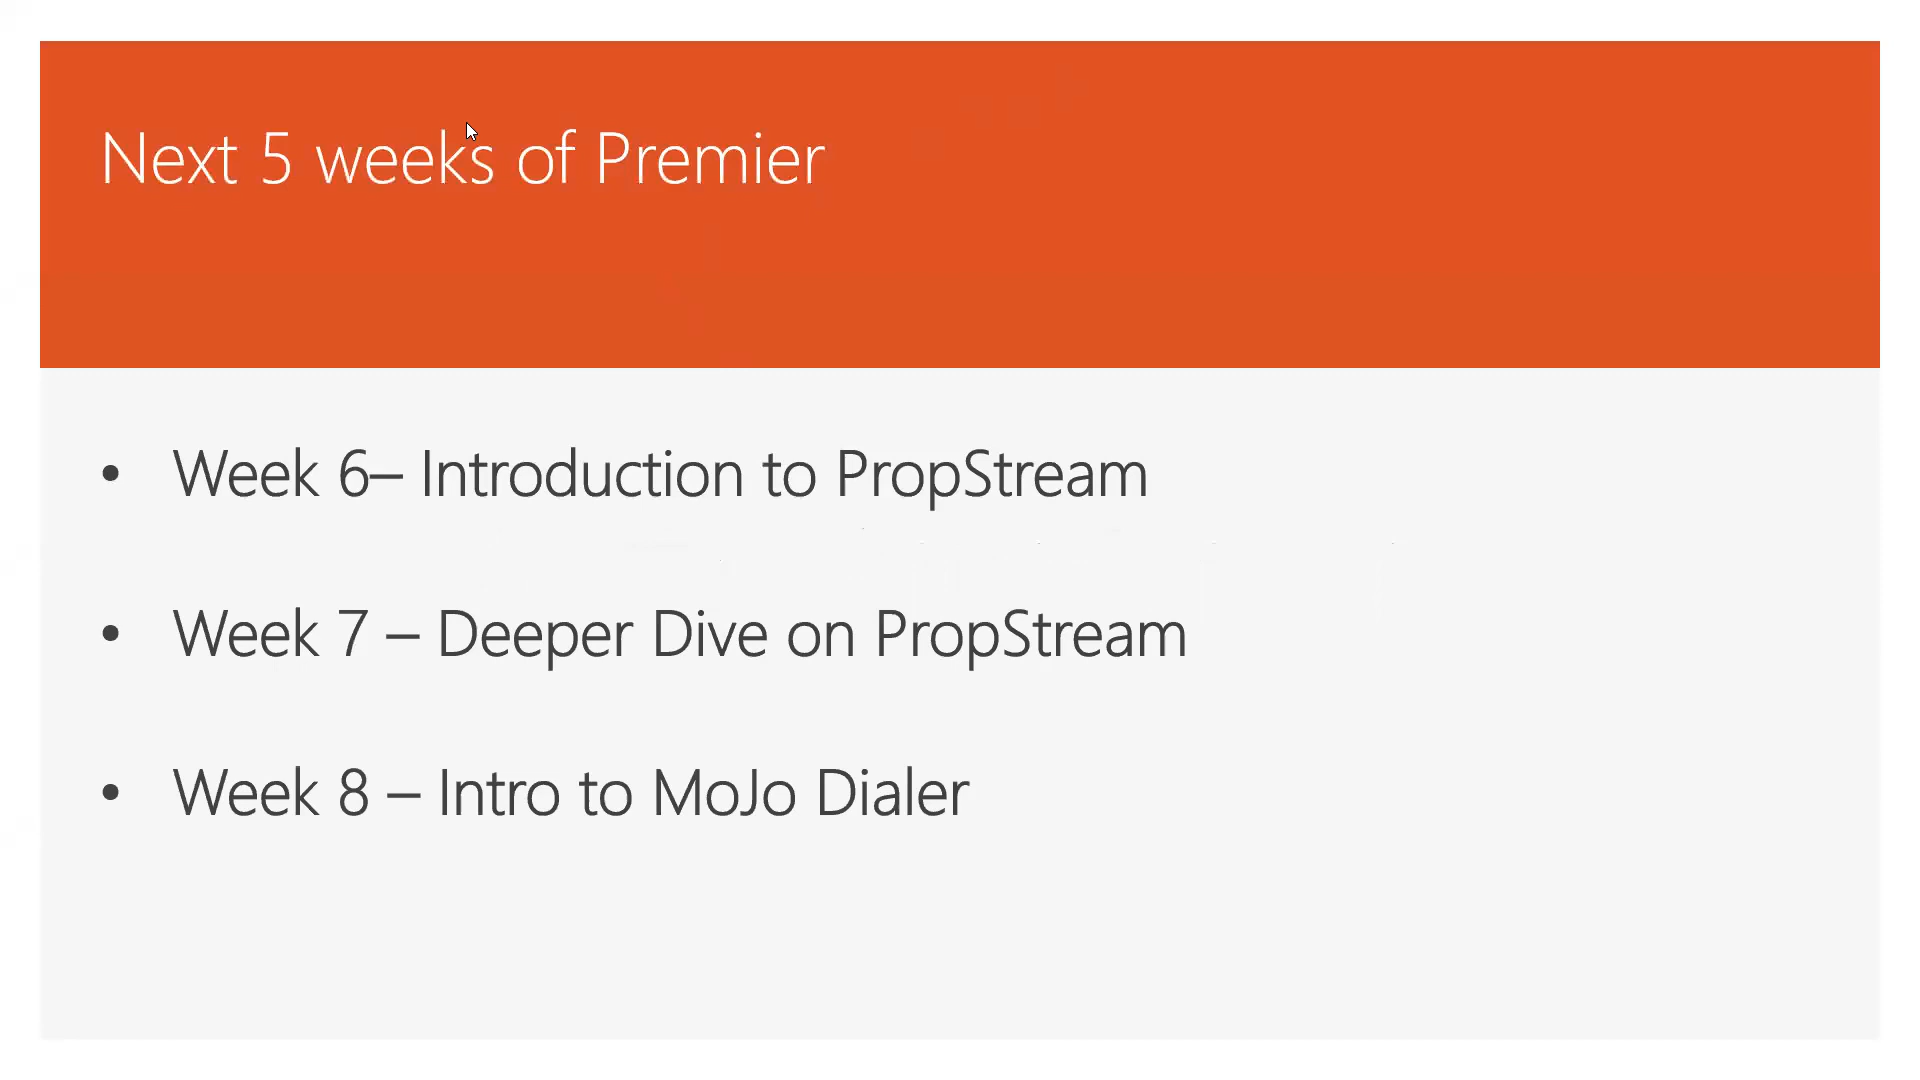 Next 5 weeks of Premier
• Week 6– Introduction to PropStream
• Week 7 – Deeper Dive on PropStream
• Week 8 – Intro to MoJo Dialer